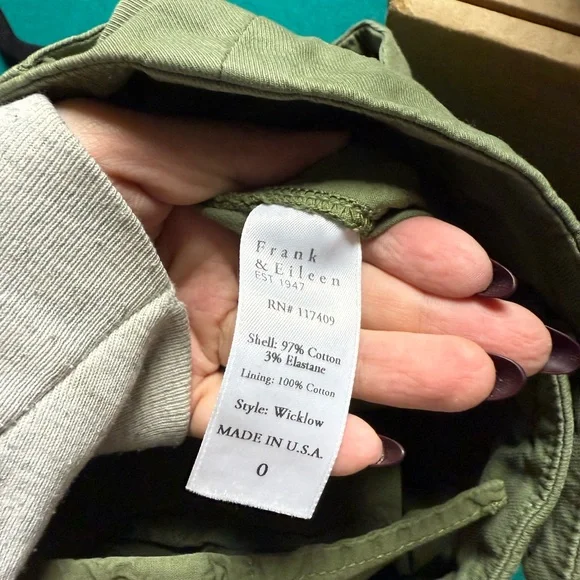 Frank
& Eileen
EST 1947
RN# 117409
Shell: 97% Cotton
3% Elastane
Lining: 100% Cotton
Style: Wicklow
MADE IN U.S.A.
0